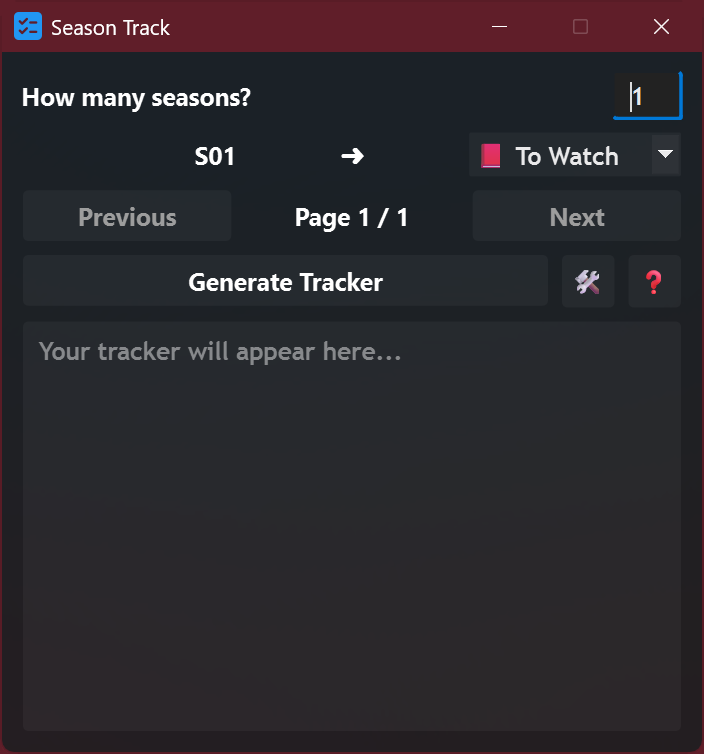 Season Track
How many seasons? 1
S01 ➜ To Watch
Previous Page 1 / 1 Next
Generate Tracker ❓
Your tracker will appear here...